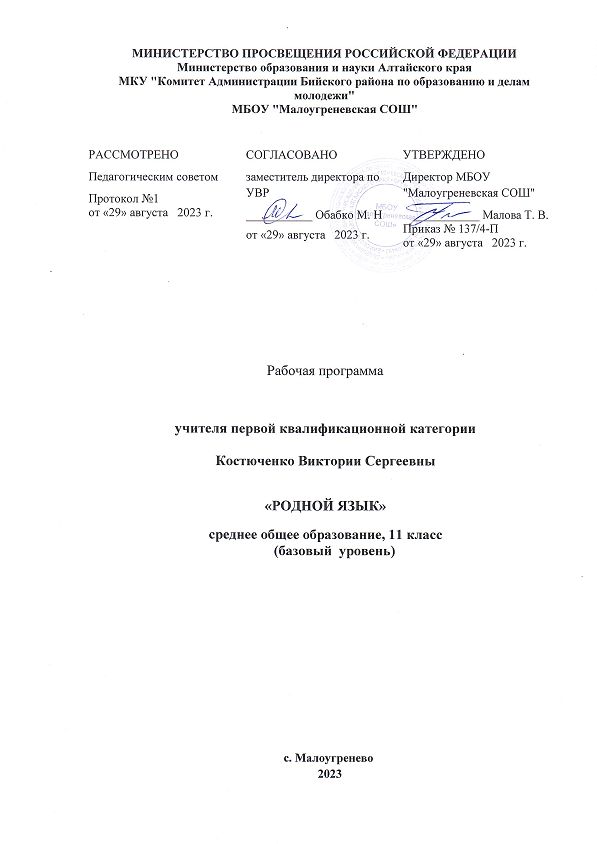 МИНИСТЕРСТВО ПРОСВЕЩЕНИЯ РОССИЙСКОЙ ФЕДЕРАЦИИ
Министерство образования и науки Алтайского края
МКУ "Комитет Администрации Бийского района по образованию и делам
молодежи"
МБОУ "Малоугреневская СОШ"
РАССМОТРЕНО
Педагогическим советом
Протокол №1
от «29» августа 2023 г.
СОГЛАСОВАНО
заместитель директора по
УВР
Обабко М. Н
от «29» августа 2023 г.
УТВЕРЖДЕНО
Директор МБОУ
"Малоугреневская СОШ"
Малова Т. В.
Приказ № 137/4-П
от «29» августа 2023 г.
Рабочая программа
учителя первой квалификационной категории
Костюченко Виктории Сергеевны
«РОДНОЙ ЯЗЫК»
среднее общее образование, 11 класс
(базовый уровень)
с. Малоугренево
2023